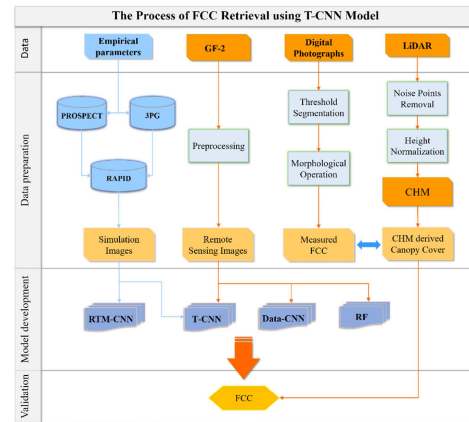 The Process of FCC Retrieval using T-CNN Model
Data
Empirical
parameters
GF-2
Digital
Photographs
LiDAR
Data preparation
PROSPECT
3PG
RAPID
Preprocessing
Threshold
Segmentation
Morphological
Operation
Noise Points
Removal
Height
Normalization
CHM
Simulation
Images
Remote
Sensing Images
Measured
FCC
CHM derived
Canopy Cover
Model development
RTM-CNN
T-CNN
Data-CNN
RF
Validation
FCC